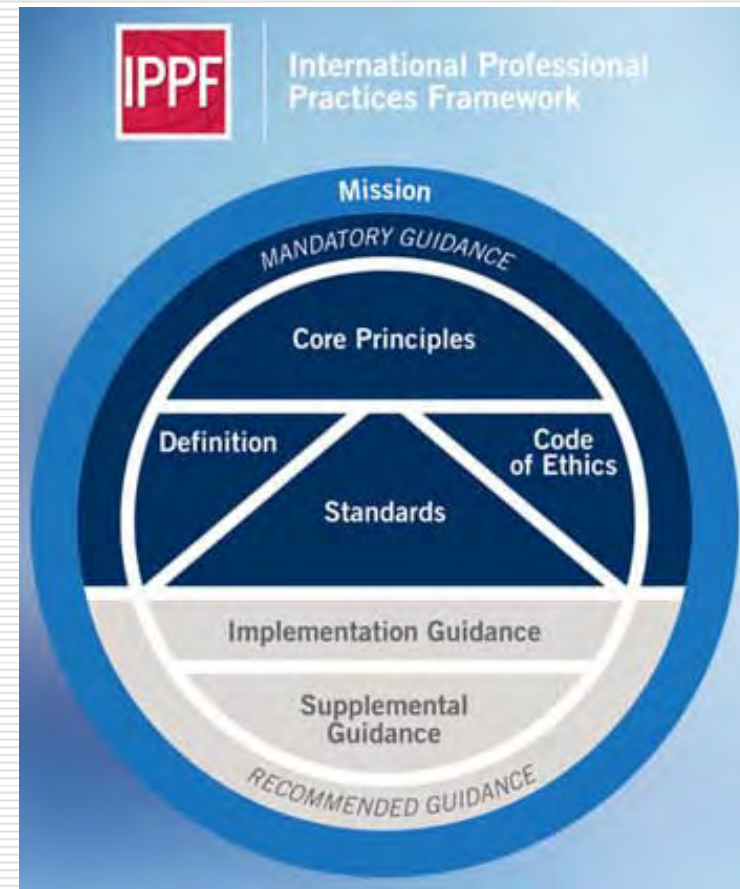 IPPF
International Professional
Practices Framework
Mission
MANDATORY GUIDANCE
Core Principles
Definition
Code
of Ethics
Standards
Implementation Guidance
Supplemental
Guidance
RECOMMENDED GUIDANCE